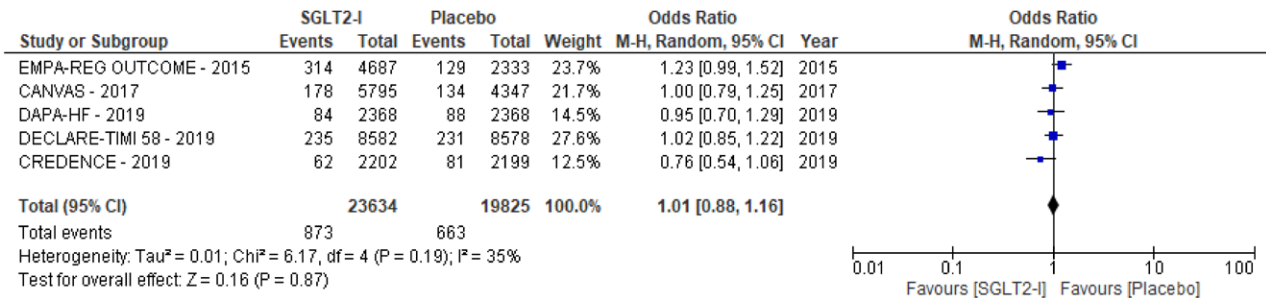 SGLT2-I Placebo Odds Ratio Odds Ratio
Study or Subgroup Events Total Events Total Weight M-H, Random, 95% CI Year M-H, Random, 95% CI
EMPA-REG OUTCOME - 2015 314 4687 129 2333 23.7% 1.23 [0.99, 1.52] 2015
CANVAS - 2017 178 5795 134 4347 21.7% 1.00 [0.79, 1.25] 2017
DAPA-HF - 2019 84 2368 88 2368 14.5% 0.95 [0.70, 1.29] 2019
DECLARE-TIMI 58 - 2019 235 8582 231 8578 27.6% 1.02 [0.85, 1.22] 2019
CREDENCE - 2019 62 2202 81 2199 12.5% 0.76 [0.54, 1.06] 2019
Total (95% CI) 23634 19825 100.0% 1.01 [0.88, 1.16]
Total events 873 663
Heterogeneity: Tau² = 0.01; Chi² = 6.17, df = 4 (P = 0.19); I² = 35%
Test for overall effect: Z = 0.16 (P = 0.87)
0.01 0.1 1 10 100
Favours [SGLT2-I] Favours [Placebo]